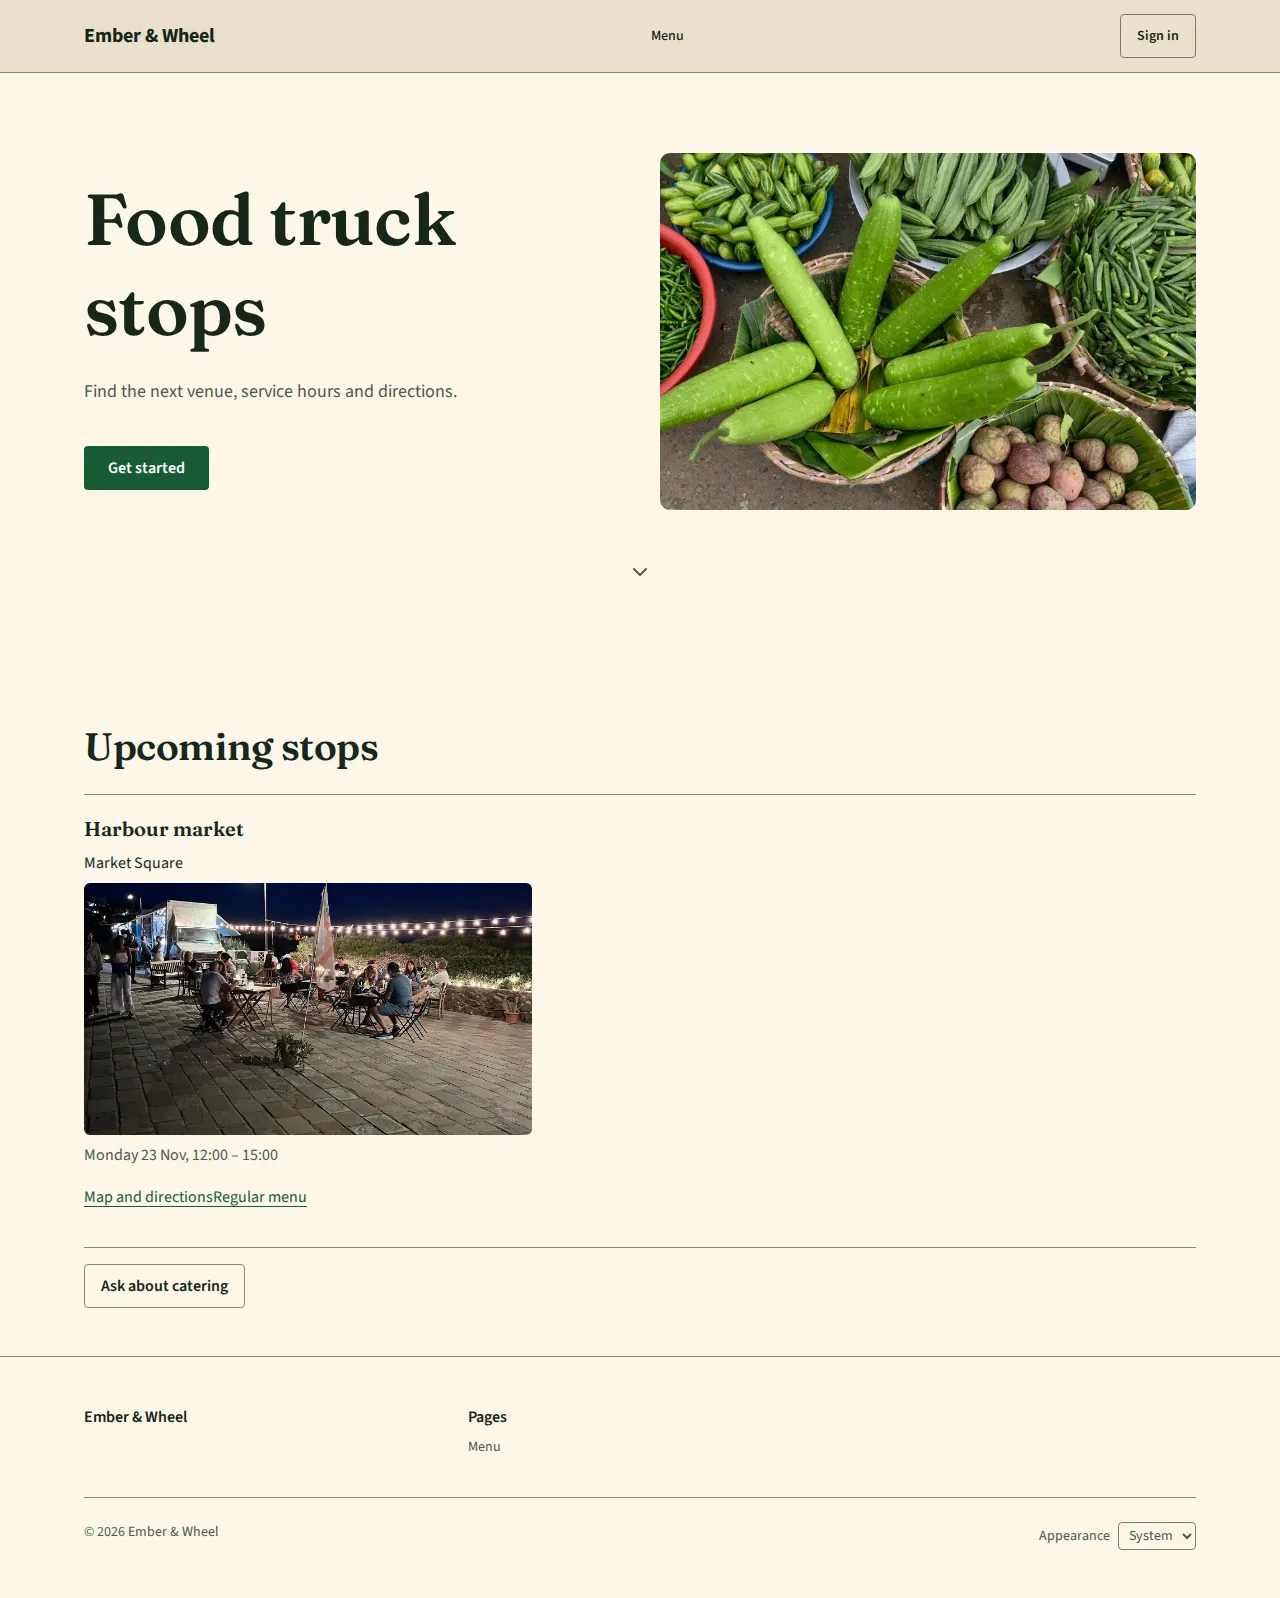 Ember & Wheel
Menu
Sign in
Food truck
stops
Find the next venue, service hours and directions.
Get started
Upcoming stops
Harbour market
Market Square
Monday 23 Nov, 12:00 – 15:00
Map and directionsRegular menu
Ask about catering
Ember & Wheel
Pages
Menu
© 2026 Ember & Wheel
Appearance
System